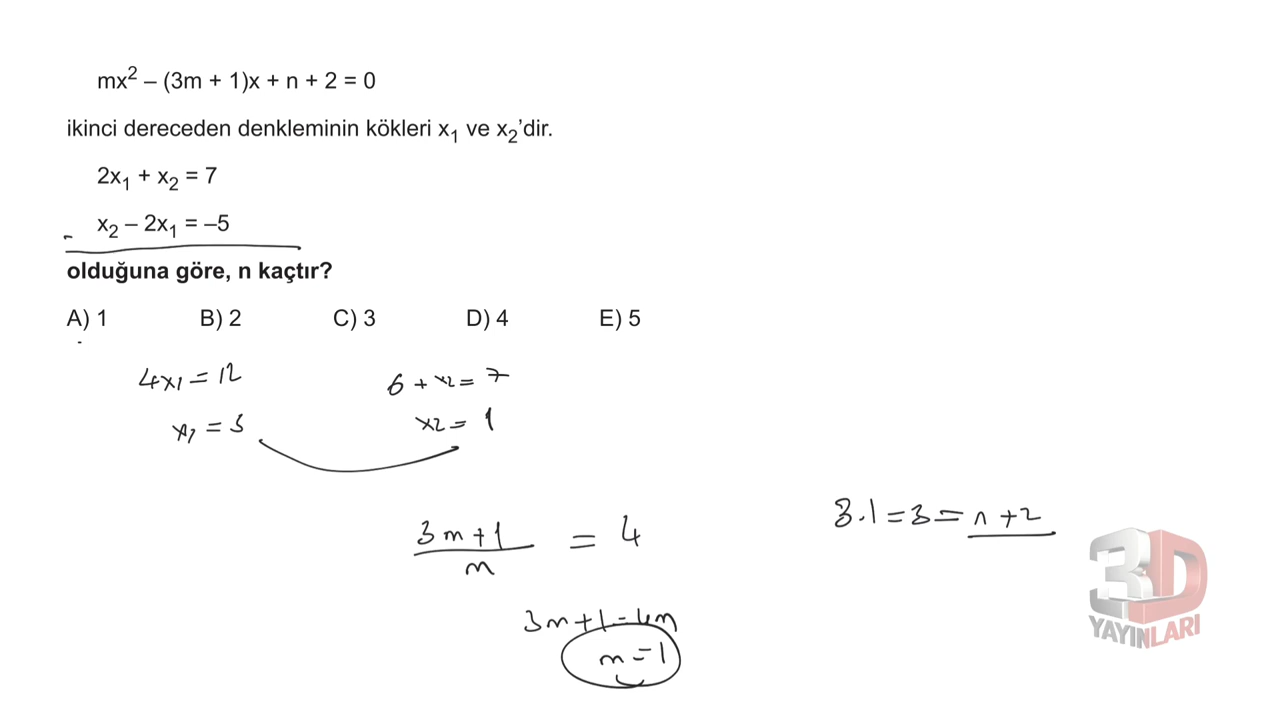 mx² – (3m + 1)x + n + 2 = 0
ikinci dereceden denkleminin kökleri x₁ ve x₂'dir.
2x₁ + x₂ = 7
- x₂ – 2x₁ = –5
olduğuna göre, n kaçtır?
A) 1 B) 2 C) 3 D) 4 E) 5
4x1 = 12 6 + x2 = 7
x1 = 3 x2 = 1
3.1 = 3 = n + 2
3m + 1 / m = 4
3m + 1 = 4m
m = 1
3D
YAYINLARI